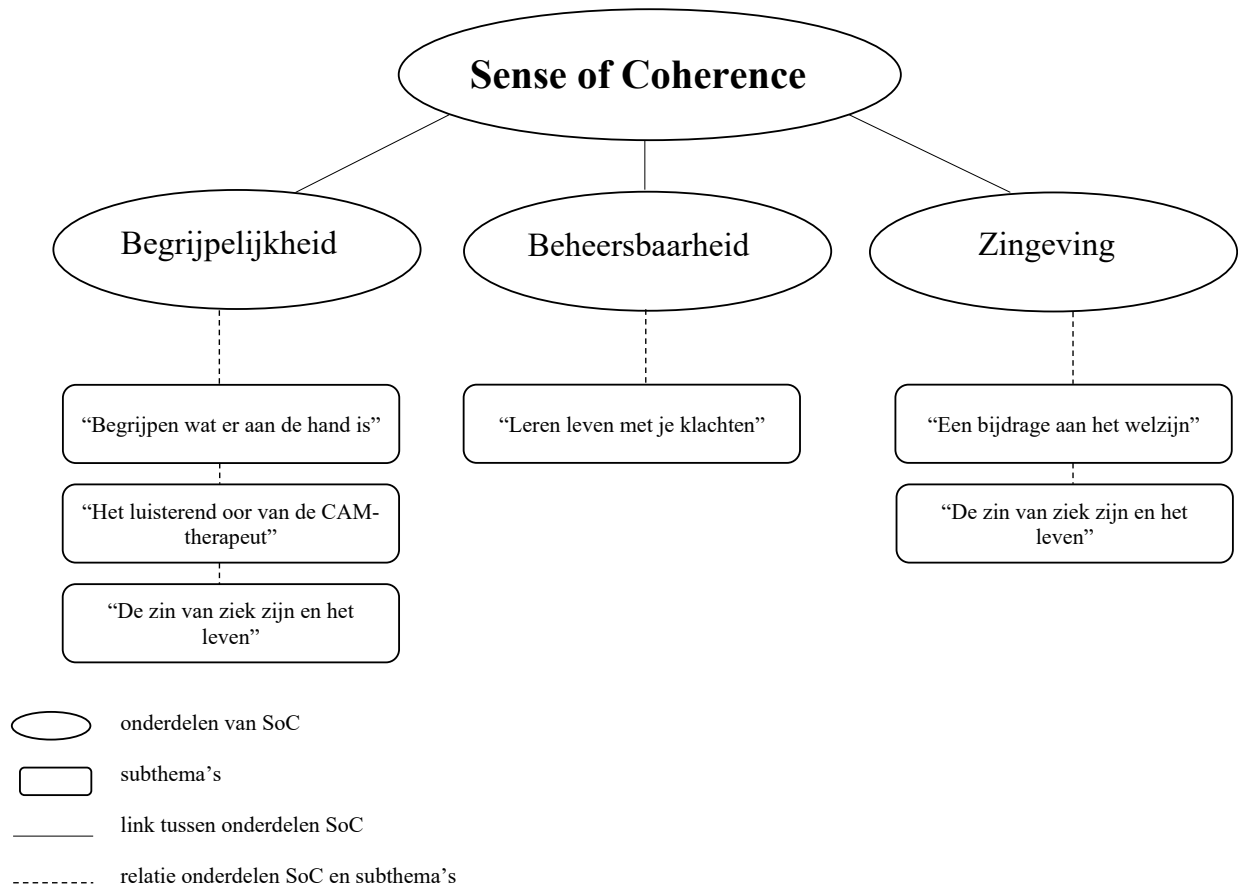 Sense of Coherence
Begrijpelijkheid
Beheersbaarheid
Zingeving
“Begrijpen wat er aan de hand is”
“Leren leven met je klachten”
“Een bijdrage aan het welzijn”
“Het luisterend oor van de CAM-
therapeut”
“De zin van ziek zijn en het
leven”
“De zin van ziek zijn en het
leven”
onderdelen van SoC
subthema’s
link tussen onderdelen SoC
relatie onderdelen SoC en subthema’s